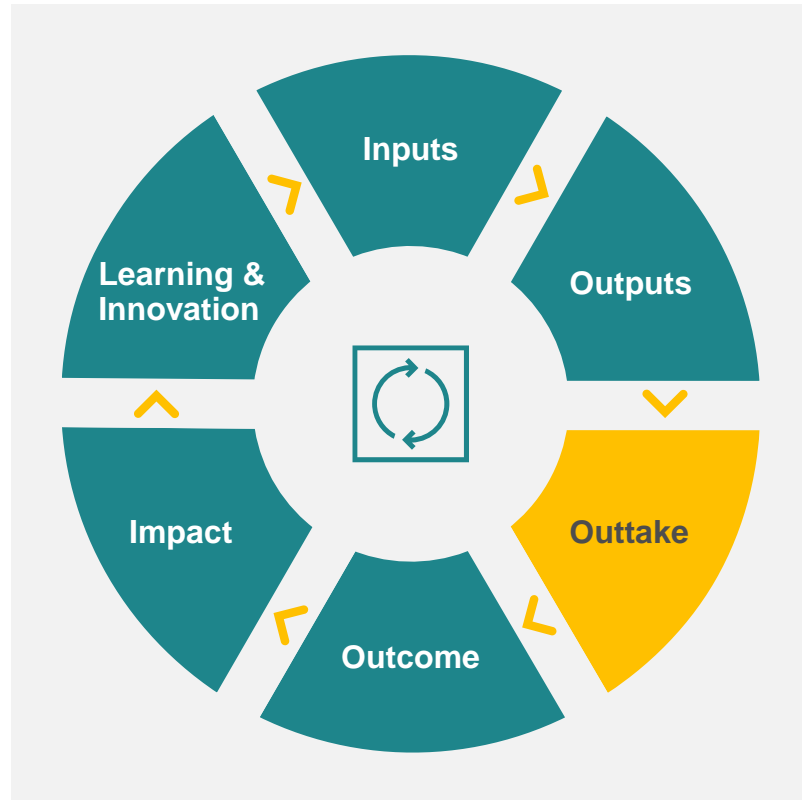 Inputs
Outputs
Outtake
Outcome
Impact
Learning &
Innovation